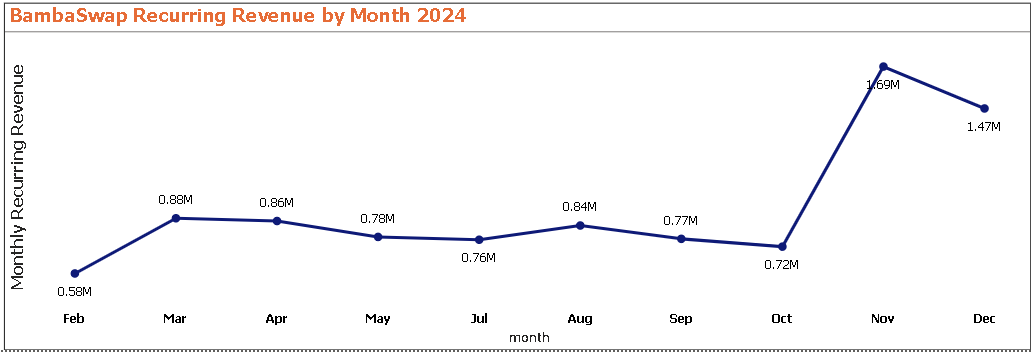 BambaSwap Recurring Revenue by Month 2024
Monthly Recurring Revenue
0.58M
0.88M
0.86M
0.78M
0.76M
0.84M
0.77M
0.72M
1.69M
1.47M
Feb Mar Apr May Jul Aug Sep Oct Nov Dec
month